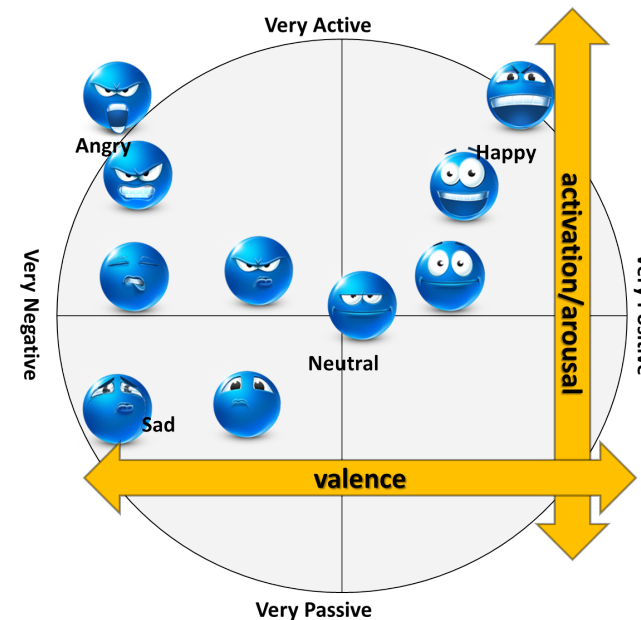 Very Active
Angry
Happy
activation/arousal
Very Negative
Neutral
Sad
valence
Very Passive